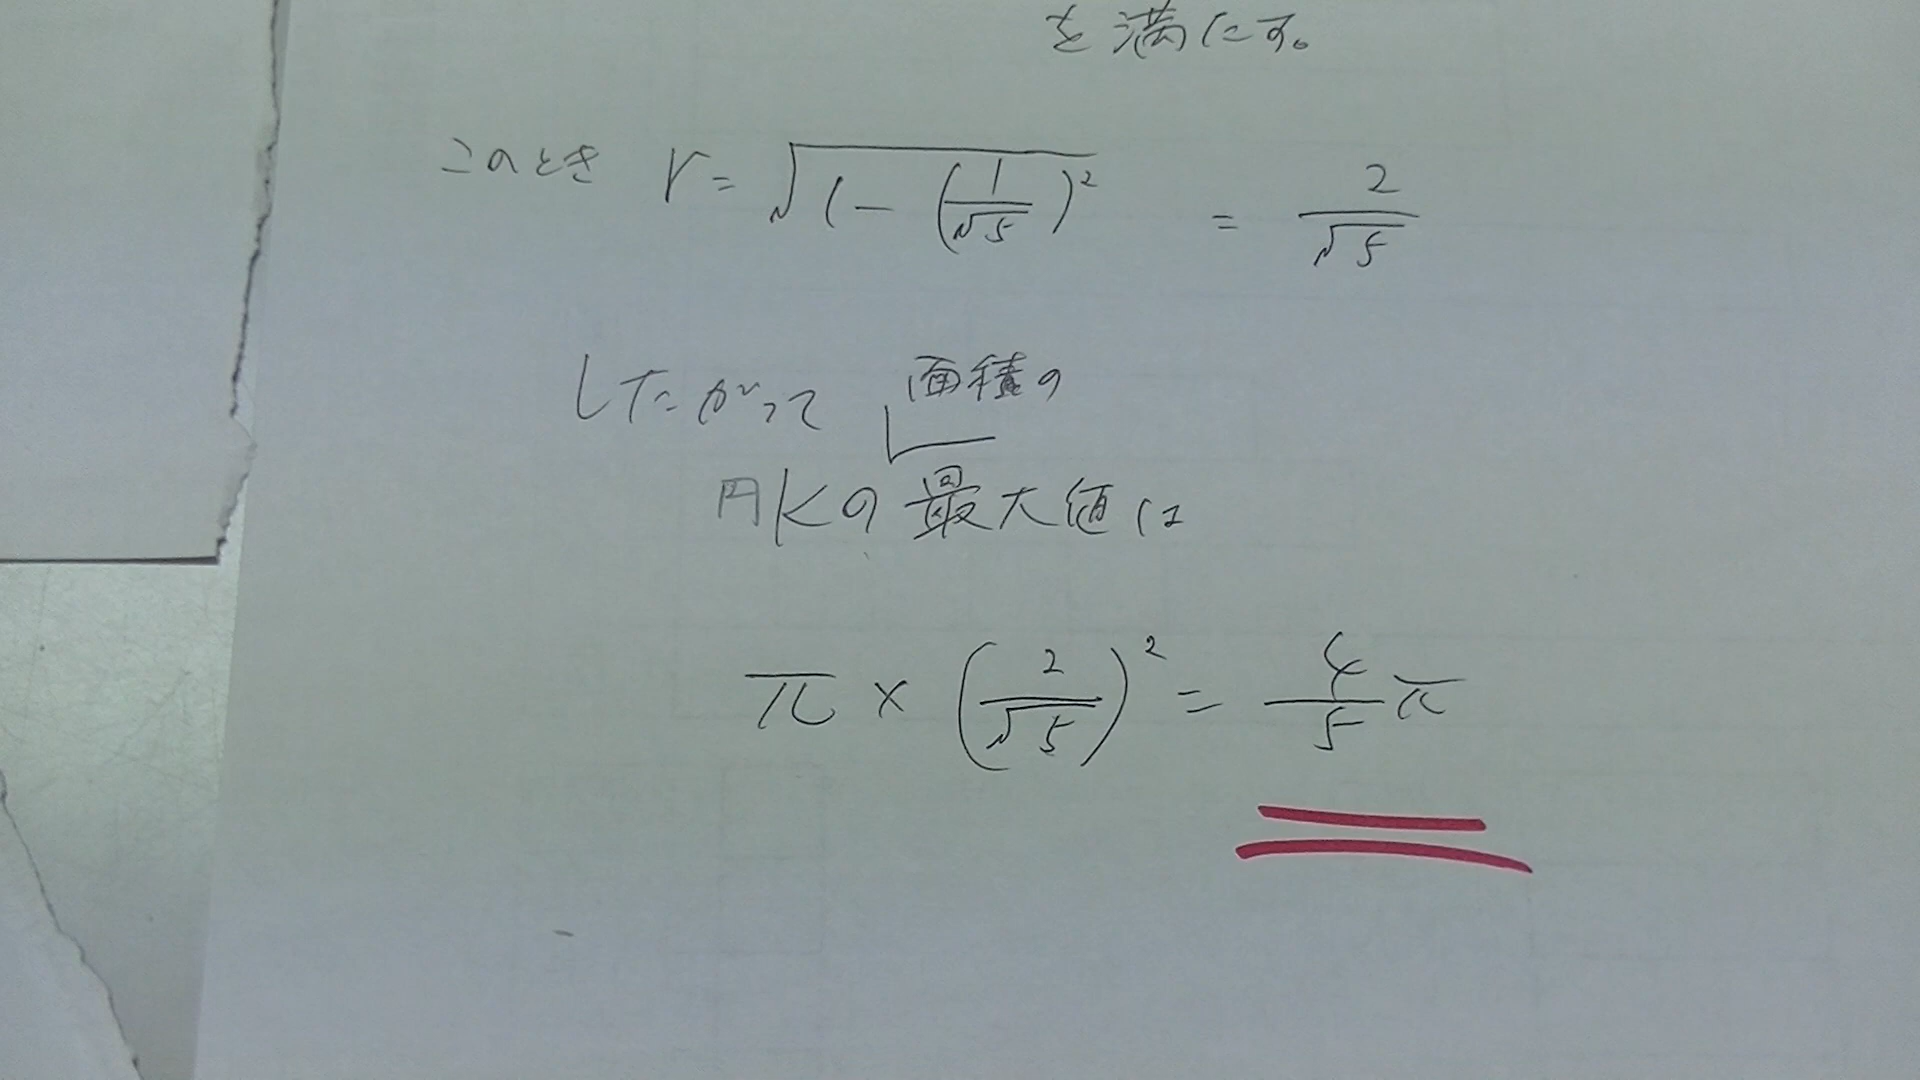 を満たす。
このとき r = √(1 - (1/√5)²) = 2/√5
したがって 面積の
円Kの最大値は
π × (2/√5)² = 4/5 π